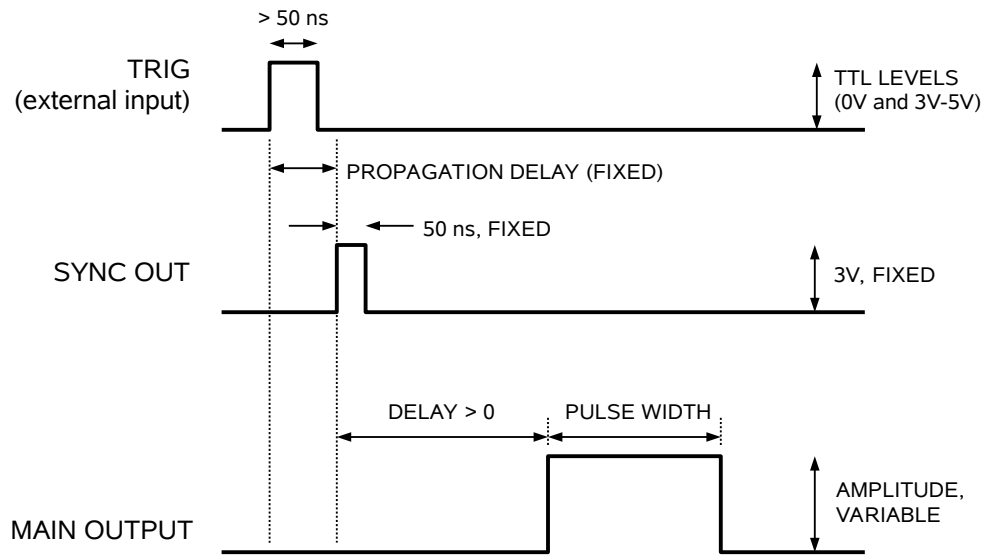 > 50 ns
TRIG
(external input)
TTL LEVELS
(0V and 3V-5V)
PROPAGATION DELAY (FIXED)
50 ns, FIXED
SYNC OUT
3V, FIXED
DELAY > 0
PULSE WIDTH
MAIN OUTPUT
AMPLITUDE,
VARIABLE